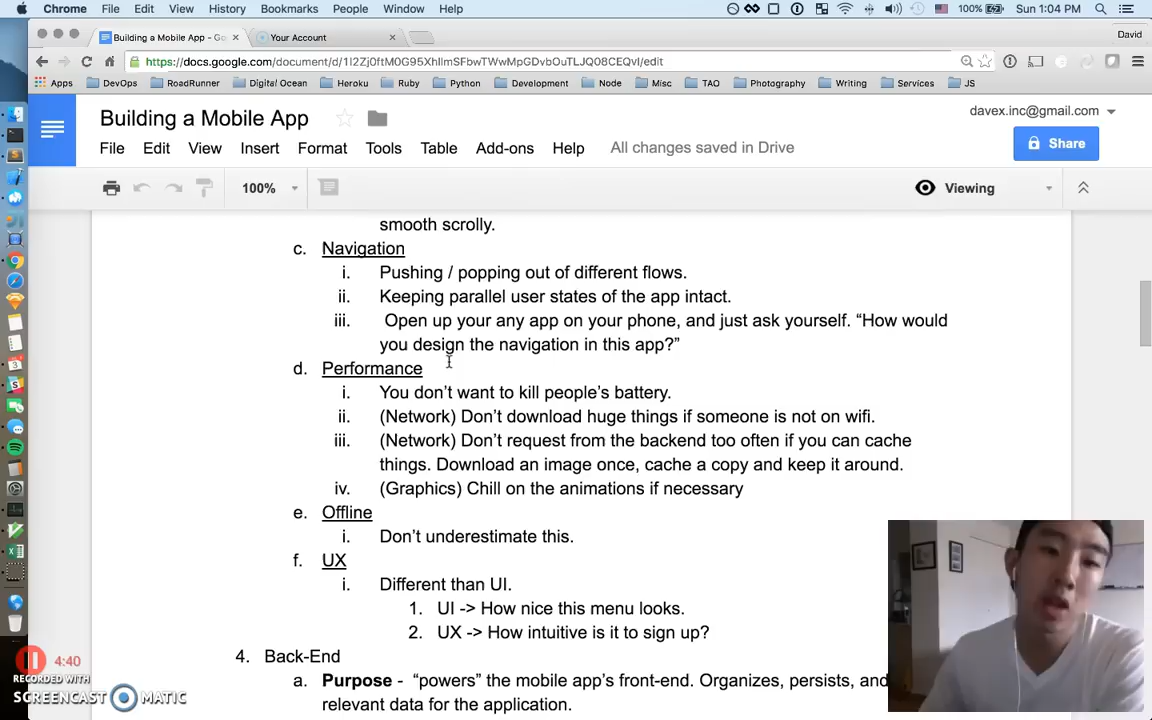 Chrome File Edit View History Bookmarks People Window Help 100% Sun 1:04 PM
Building a Mobile App - Go Your Account David
https://docs.google.com/document/d/1I2Zj0ftM0G95XhIlmSFbwTWwMpGDvbOuTLJQ08CEQvI/edit
Apps DevOps RoadRunner Digital Ocean Heroku Ruby Python Development Node Misc TAO Photography Writing Services JS
Building a Mobile App davex.inc@gmail.com
File Edit View Insert Format Tools Table Add-ons Help All changes saved in Drive Share
100% Viewing
smooth scrolly.
c. Navigation
i. Pushing / popping out of different flows.
ii. Keeping parallel user states of the app intact.
iii. Open up your any app on your phone, and just ask yourself. “How would
you design the navigation in this app?”
d. Performance
i. You don’t want to kill people’s battery.
ii. (Network) Don’t download huge things if someone is not on wifi.
iii. (Network) Don’t request from the backend too often if you can cache
things. Download an image once, cache a copy and keep it around.
iv. (Graphics) Chill on the animations if necessary
e. Offline
i. Don’t underestimate this.
f. UX
i. Different than UI.
1. UI -> How nice this menu looks.
2. UX -> How intuitive is it to sign up?
4. Back-End
a. Purpose - “powers” the mobile app’s front-end. Organizes, persists, and
relevant data for the application.
4:40
RECORDED WITH
SCREENCAST MATIC